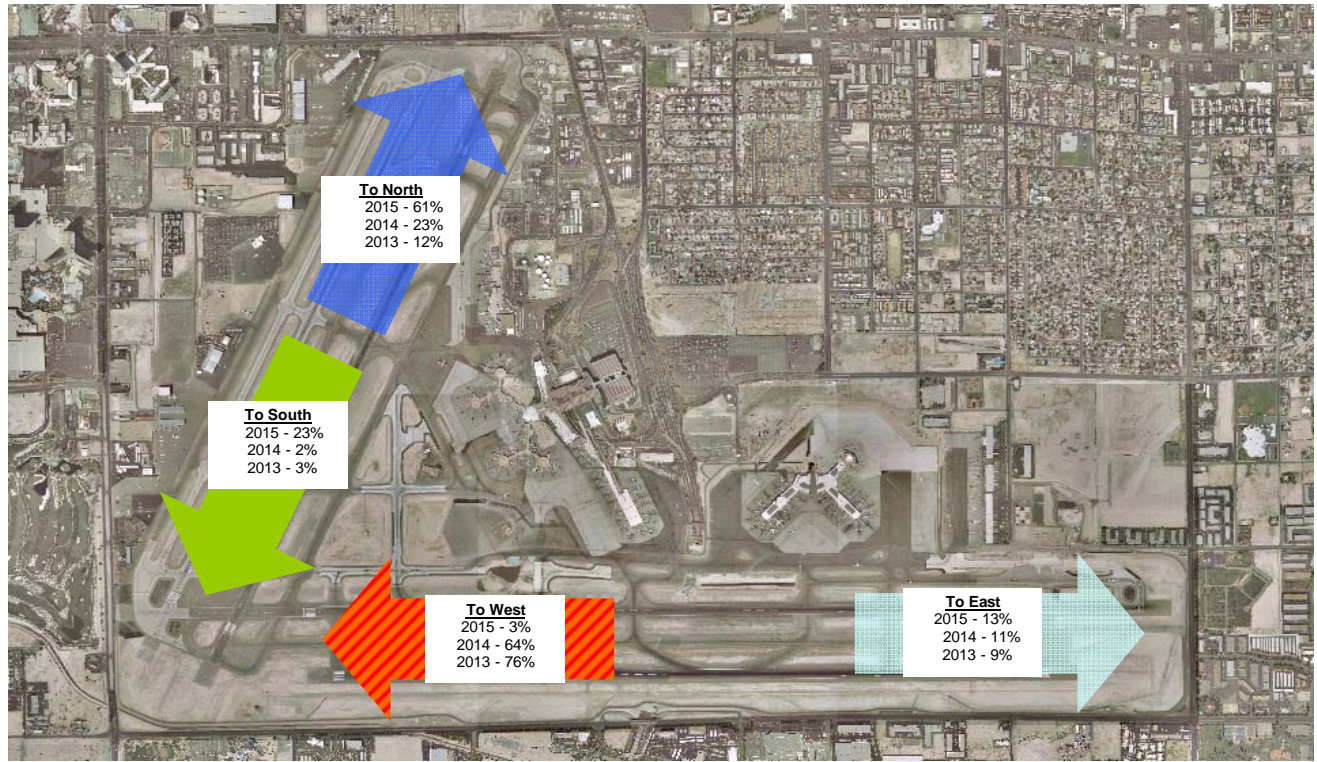 To North
2015 - 61%
2014 - 23%
2013 - 12%
To South
2015 - 23%
2014 - 2%
2013 - 3%
To West
2015 - 3%
2014 - 64%
2013 - 76%
To East
2015 - 13%
2014 - 11%
2013 - 9%